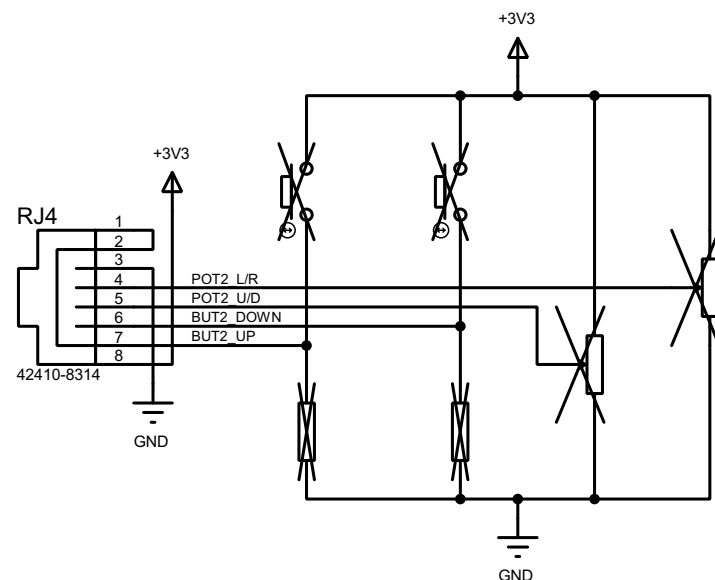 +3V3
+3V3
RJ4
1
2
3
4
5
6
7
8
POT2_L/R
POT2_U/D
BUT2_DOWN
BUT2_UP
42410-8314
GND
GND